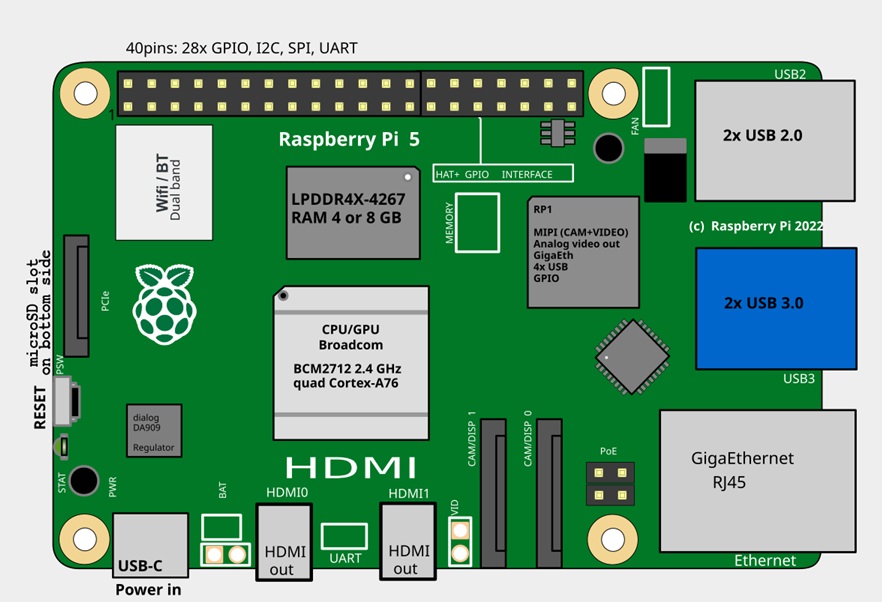 40pins: 28x GPIO, I2C, SPI, UART
USB2
1
FAN
2x USB 2.0
Raspberry Pi 5
Wifi / BT
Dual band
HAT+ GPIO INTERFACE
LPDDR4X-4267
RAM 4 or 8 GB
MEMORY
RP1
MIPI (CAM+VIDEO)
Analog video out
GigaEth
4x USB
GPIO
(c) Raspberry Pi 2022
microSD slot
on bottom side
PCIe
2x USB 3.0
CPU/GPU
Broadcom
BCM2712 2.4 GHz
quad Cortex-A76
PSW
RESET
USB3
dialog
DA909
Regulator
CAM/DISP 1
CAM/DISP 0
PoE
GigaEthernet
RJ45
HDMI
STAT
PWR
BAT
HDMI0
HDMI1
VID
HDMI
out
UART
HDMI
out
USB-C
Power in
Ethernet